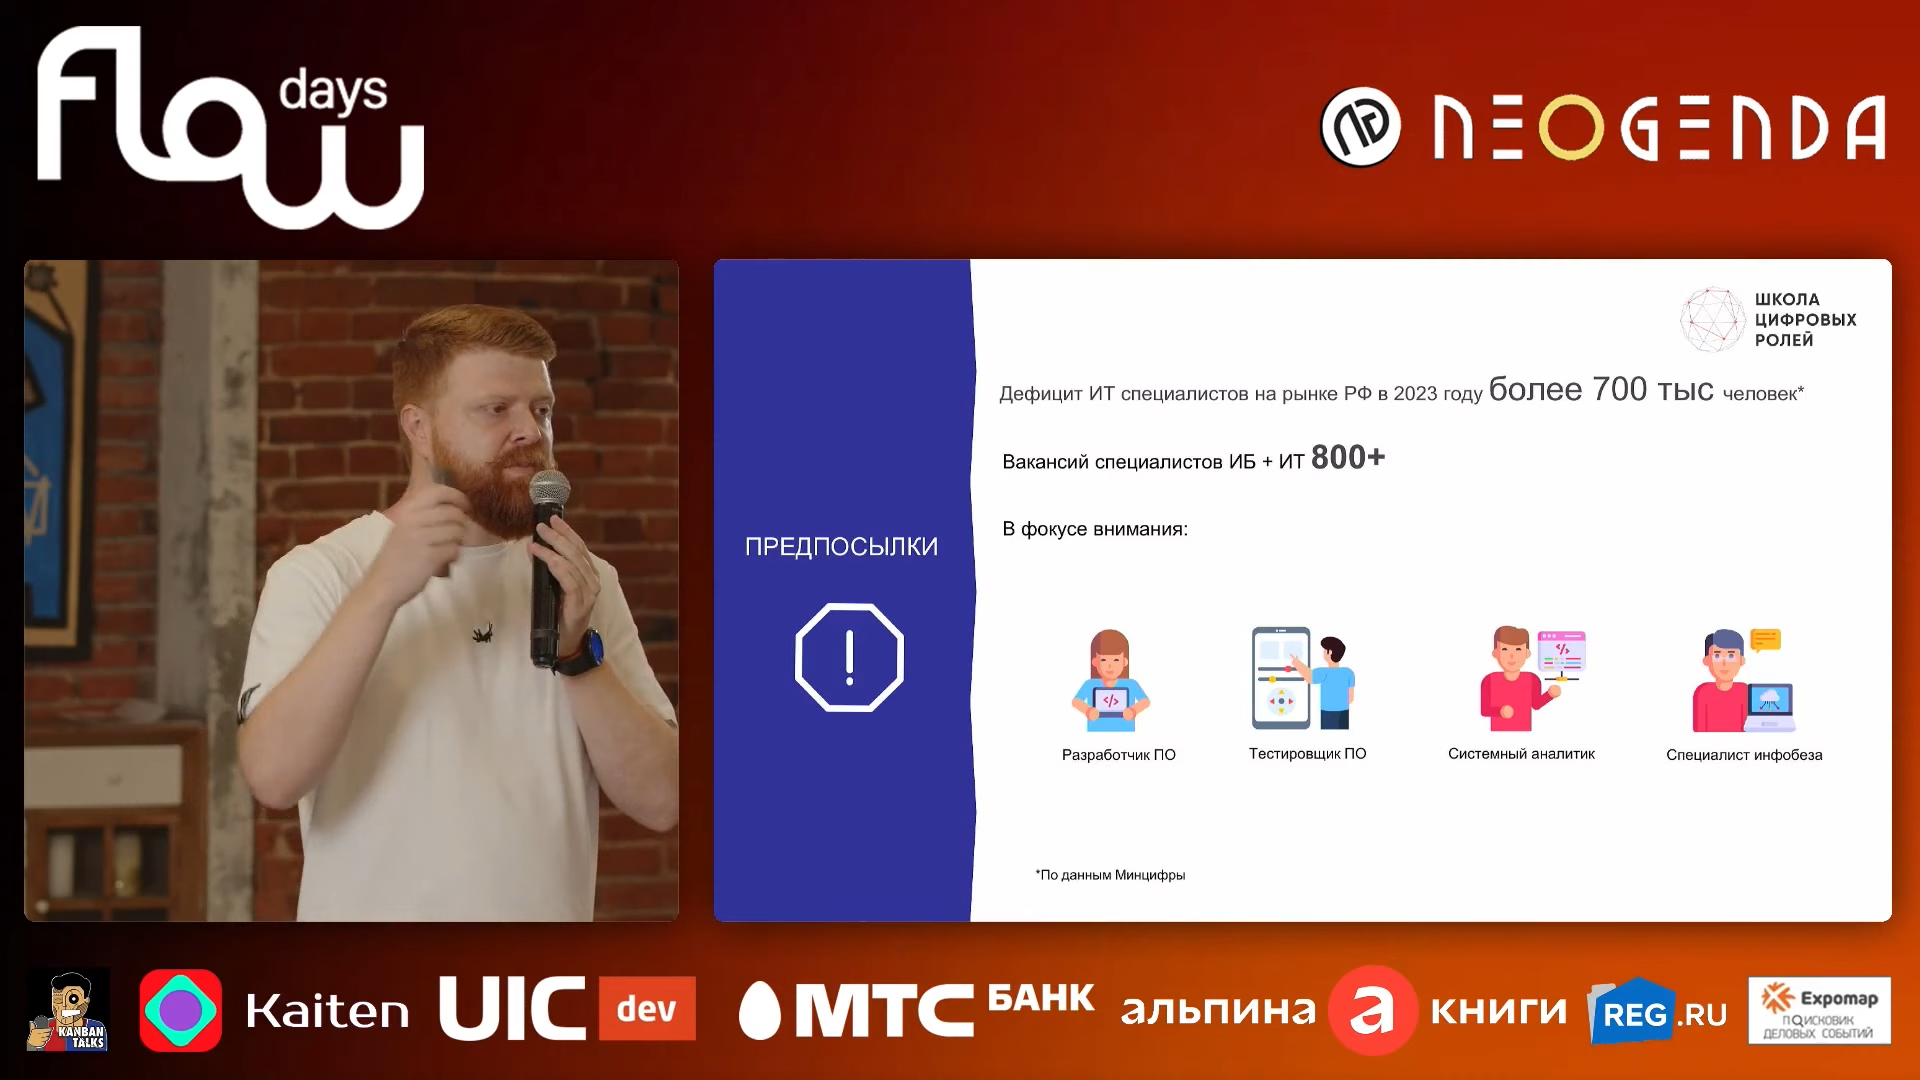 flow days
NEOGENDA
ШКОЛА
ЦИФРОВЫХ
РОЛЕЙ
ПРЕДПОСЫЛКИ
!
Дефицит ИТ специалистов на рынке РФ в 2023 году более 700 тыс человек*
Вакансий специалистов ИБ + ИТ 800+
В фокусе внимания:
</>
</>
Разработчик ПО
Тестировщик ПО
Системный аналитик
Специалист инфобеза
*По данным Минцифры
KANBAN
TALKS
Kaiten
UIC dev
МТС БАНК
альпина а книги
REG.RU
Expomap
ПОИСКОВИК
ДЕЛОВЫХ СОБЫТИЙ